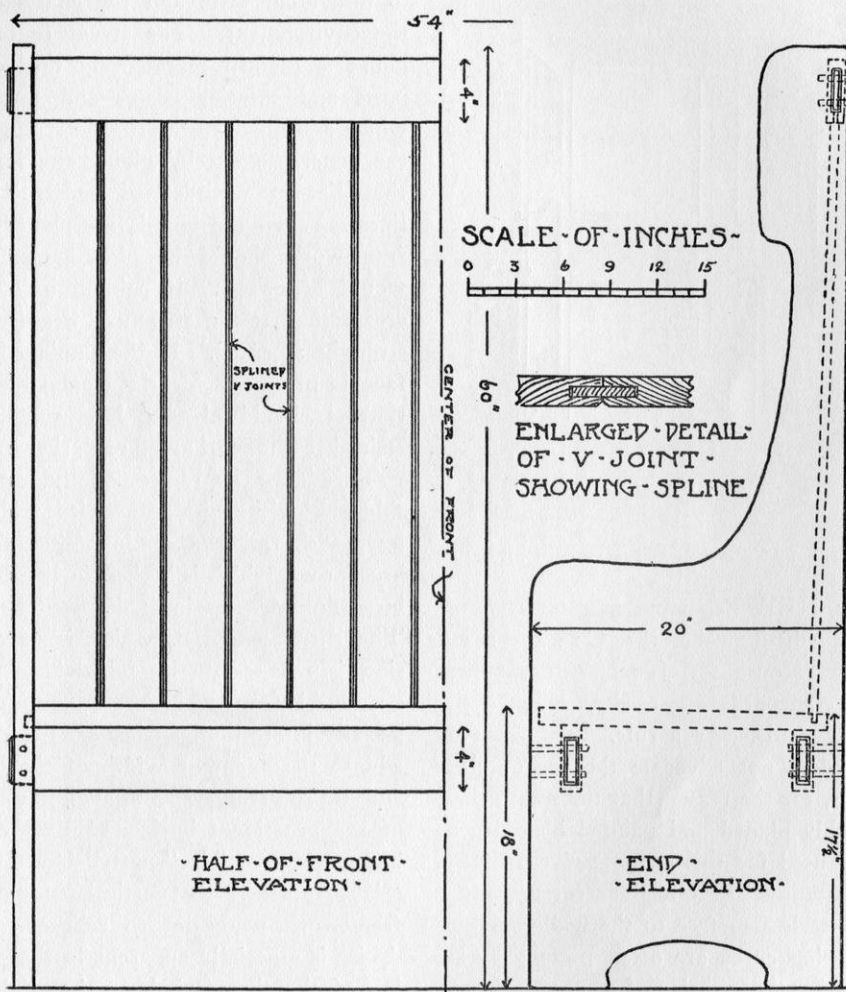 54"
4"
SCALE-OF-INCHES-
0 3 6 9 12 15
SPLINED
V JOINTS
CENTER OF FRONT
60"
ENLARGED-DETAIL-
OF-V-JOINT-
SHOWING-SPLINE
20"
4"
18"
17½"
-HALF-OF-FRONT-
ELEVATION-
-END-
ELEVATION-